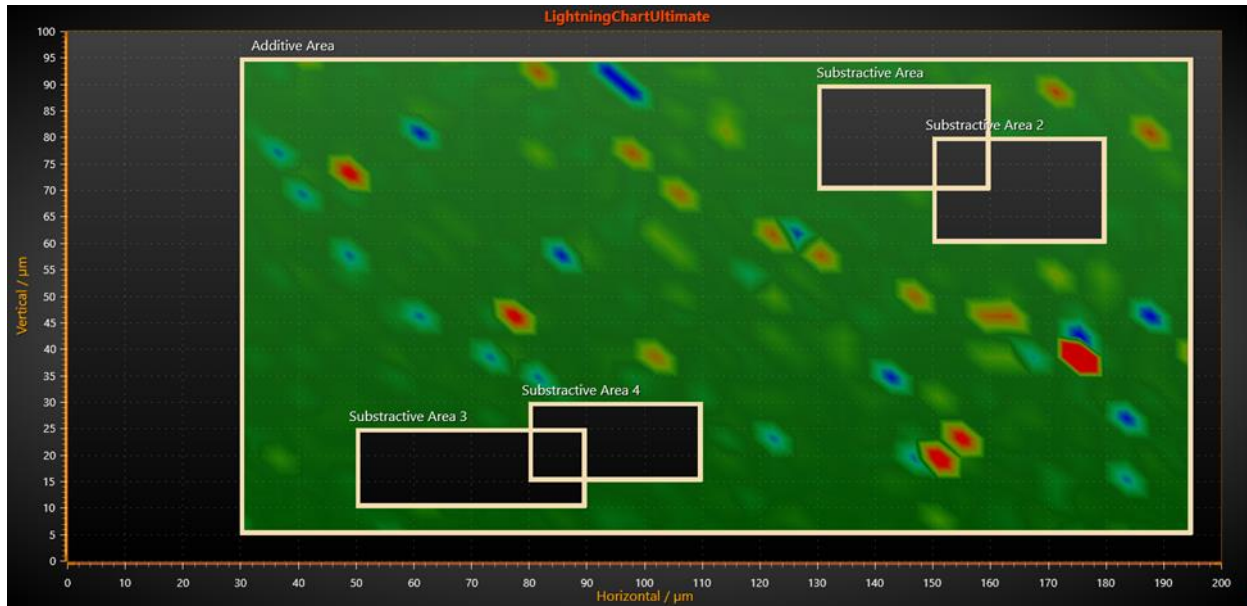 LightningChartUltimate
100
95
90
85
80
75
70
65
60
55
50
45
40
35
30
25
20
15
10
5
0
Vertical / µm
Additive Area
Substractive Area
Substractive Area 2
Substractive Area 4
Substractive Area 3
0 10 20 30 40 50 60 70 80 90 100 110 120 130 140 150 160 170 180 190 200
Horizontal / µm